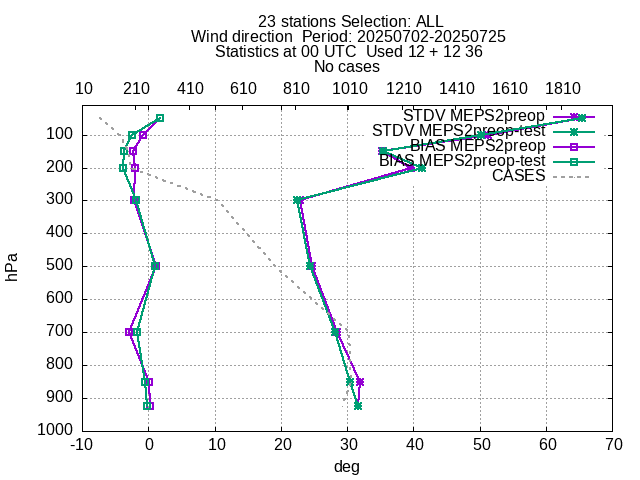 23 stations Selection: ALL
Wind direction  Period: 20250702-20250725
Statistics at 00 UTC  Used 12 + 12 36
No cases
10 210 410 610 810 1010 1210 1410 1610 1810
STDV MEPS2preop
STDV MEPS2preop-test
BIAS MEPS2preop
BIAS MEPS2preop-test
CASES
100
200
300
400
500
600
700
800
900
1000
hPa
-10 0 10 20 30 40 50 60 70
deg